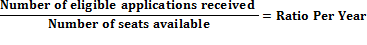 Number of eligible applications received
Number of seats available
= Ratio Per Year